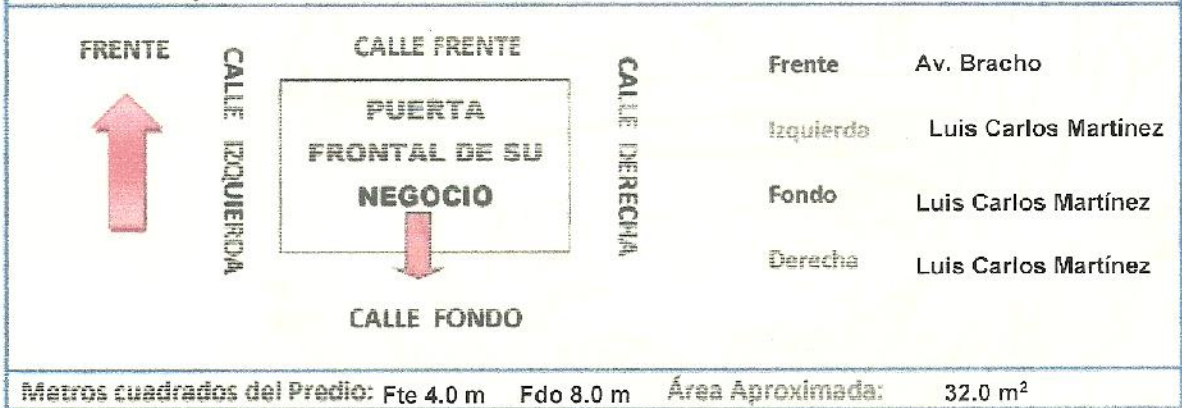 FRENTE
CALLE IZQUIERDA
CALLE FRENTE
PUERTA
FRONTAL DE SU
NEGOCIO
CALLE FONDO
CALLE DERECHA
Frente Av. Bracho
Izquierda Luis Carlos Martínez
Fondo Luis Carlos Martínez
Derecha Luis Carlos Martínez
Metros cuadrados del Predio: Fte 4.0 m Fdo 8.0 m Área Aproximada: 32.0 m²